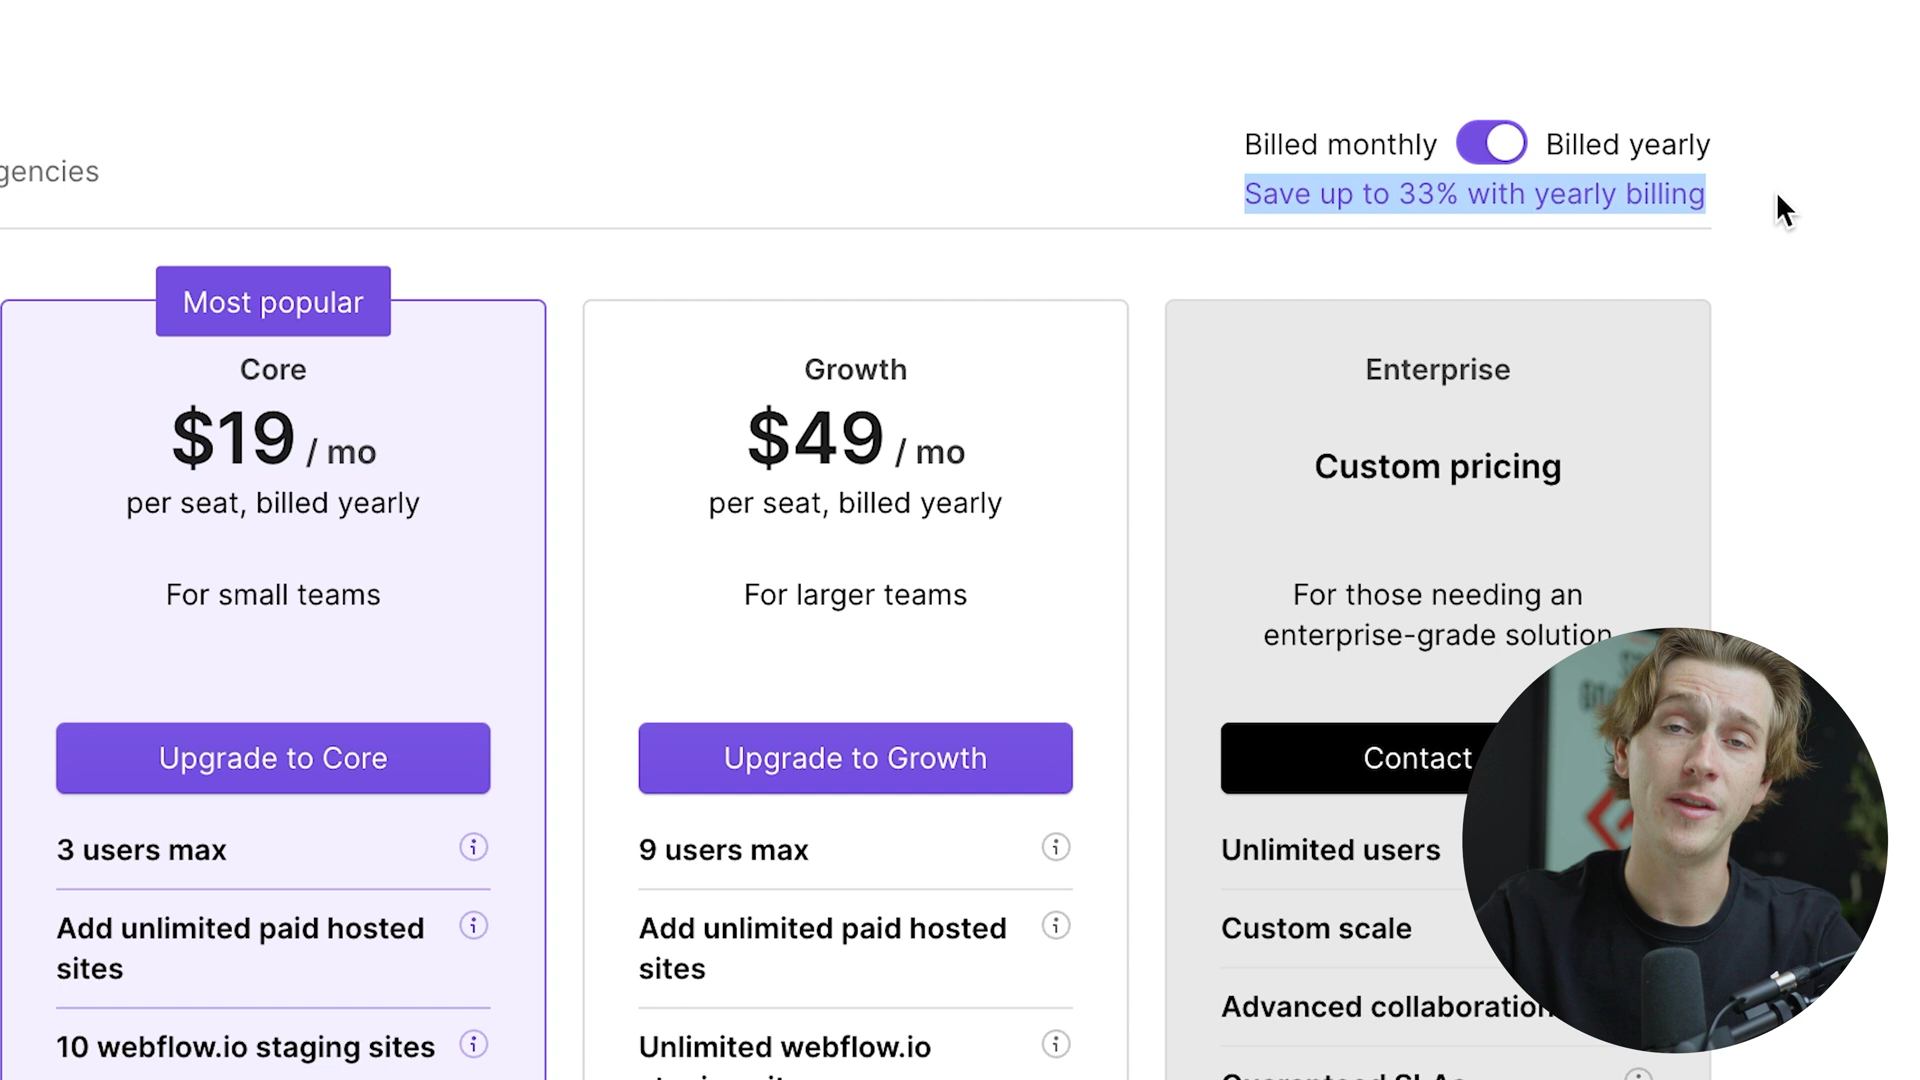 gencies
Billed monthly
Billed yearly
Save up to 33% with yearly billing
Most popular
Core
$19 / mo
per seat, billed yearly
For small teams
Upgrade to Core
3 users max
Add unlimited paid hosted
sites
10 webflow.io staging sites
Growth
$49 / mo
per seat, billed yearly
For larger teams
Upgrade to Growth
9 users max
Add unlimited paid hosted
sites
Unlimited webflow.io
Enterprise
Custom pricing
For those needing an
enterprise-grade solution
Contact
Unlimited users
Custom scale
Advanced collaboration